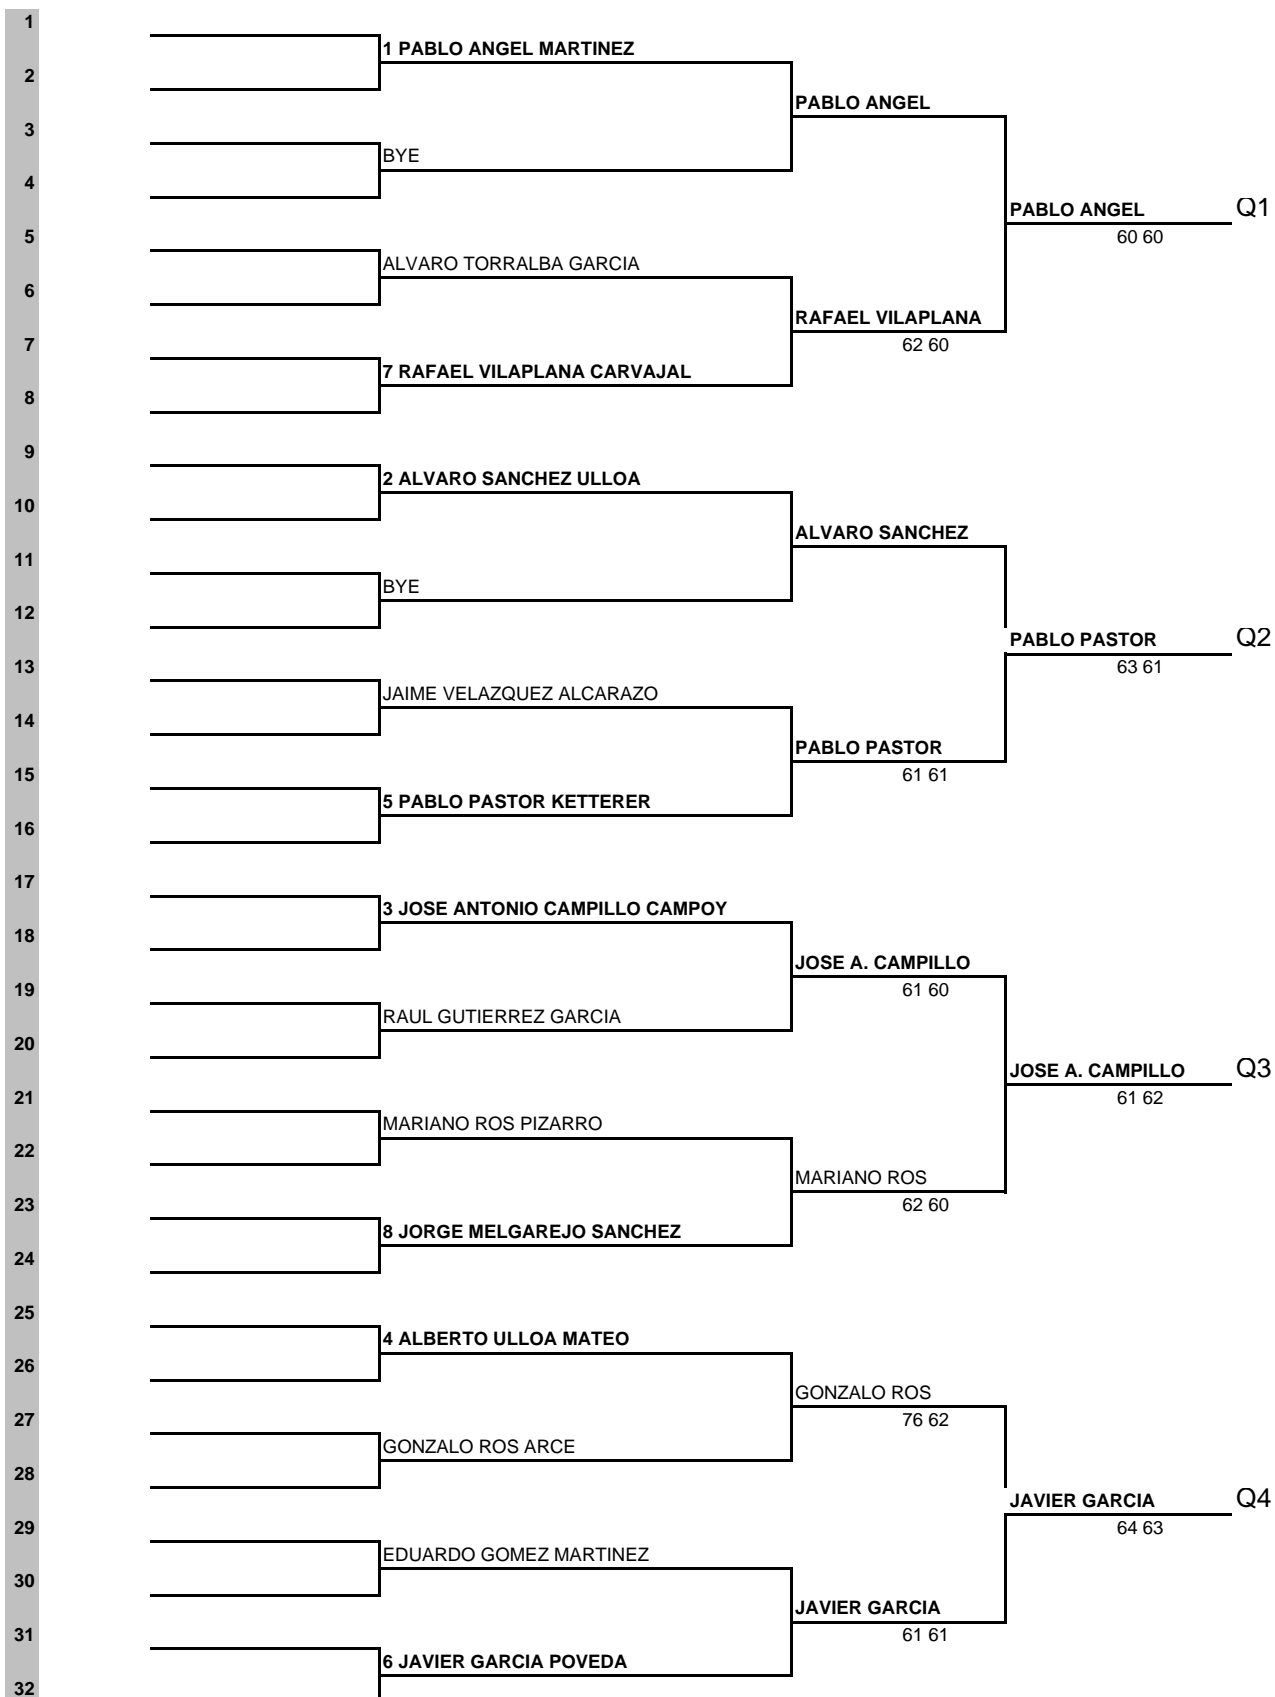 1
1 PABLO ANGEL MARTINEZ
2
PABLO ANGEL
3
BYE
4
PABLO ANGEL Q1
5
60 60
ALVARO TORRALBA GARCIA
6
RAFAEL VILAPLANA
7
62 60
7 RAFAEL VILAPLANA CARVAJAL
8
9
2 ALVARO SANCHEZ ULLOA
10
ALVARO SANCHEZ
11
BYE
12
PABLO PASTOR Q2
13
63 61
JAIME VELAZQUEZ ALCARAZO
14
PABLO PASTOR
15
61 61
5 PABLO PASTOR KETTERER
16
17
3 JOSE ANTONIO CAMPILLO CAMPOY
18
JOSE A. CAMPILLO
19
61 60
RAUL GUTIERREZ GARCIA
20
JOSE A. CAMPILLO Q3
21
61 62
MARIANO ROS PIZARRO
22
MARIANO ROS
23
62 60
8 JORGE MELGAREJO SANCHEZ
24
25
4 ALBERTO ULLOA MATEO
26
GONZALO ROS
27
76 62
GONZALO ROS ARCE
28
JAVIER GARCIA Q4
29
64 63
EDUARDO GOMEZ MARTINEZ
30
JAVIER GARCIA
31
61 61
6 JAVIER GARCIA POVEDA
32